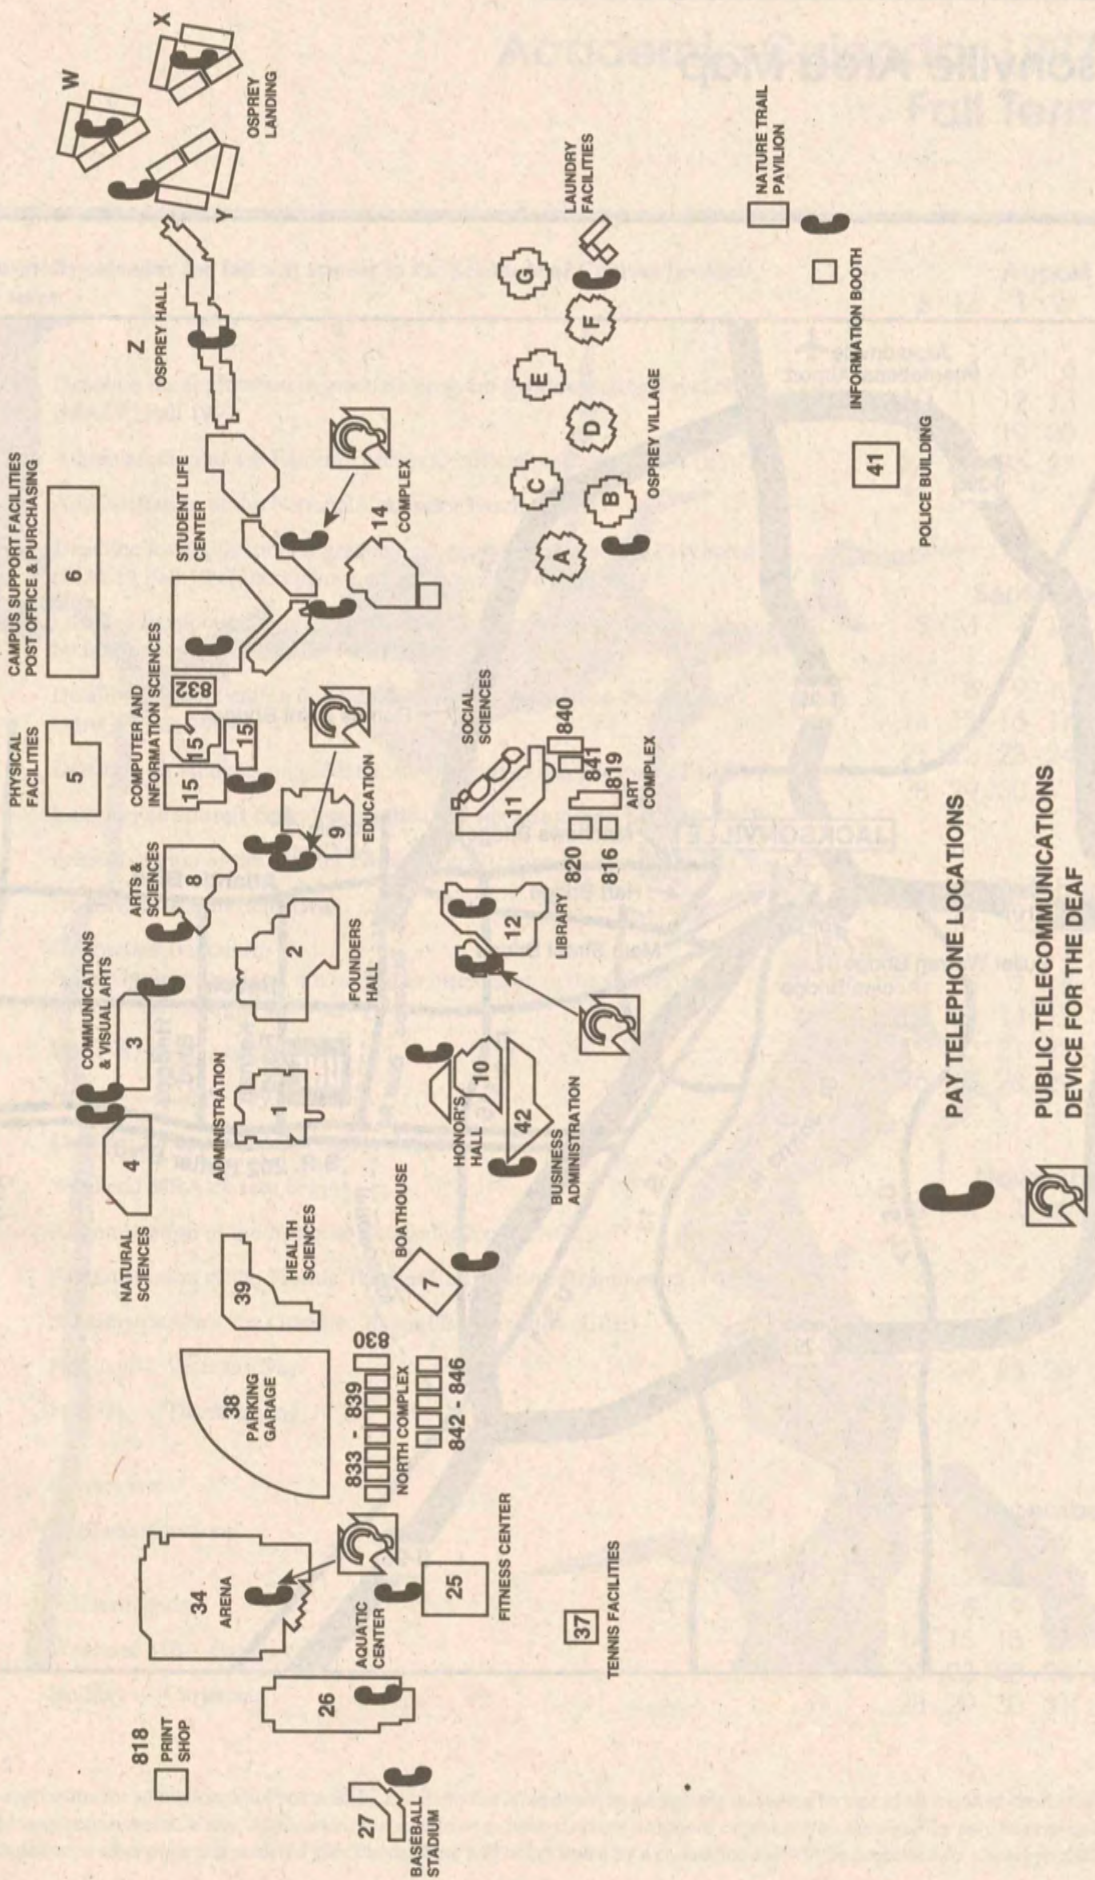 818
PRINT
SHOP
27
BASEBALL
STADIUM
26
AQUATIC
CENTER
34
ARENA
25
FITNESS CENTER
37
TENNIS FACILITIES
38
PARKING
GARAGE
833 - 839
830
NORTH COMPLEX
842 - 846
39
HEALTH
SCIENCES
7
BOATHOUSE
NATURAL
SCIENCES
4
3
COMMUNICATIONS
& VISUAL ARTS
ADMINISTRATION
1
2
FOUNDERS
HALL
HONOR'S
HALL
10
42
BUSINESS
ADMINISTRATION
12
LIBRARY
ARTS &
SCIENCES
8
9
EDUCATION
PHYSICAL
FACILITIES
5
COMPUTER AND
INFORMATION SCIENCES
15
15
15
832
CAMPUS SUPPORT FACILITIES
POST OFFICE & PURCHASING
6
STUDENT LIFE
CENTER
14
COMPLEX
SOCIAL
SCIENCES
11
840
841
819
820
816
ART
COMPLEX
Z
OSPREY HALL
W
X
Y
OSPREY
LANDING
A
B
C
D
E
F
G
OSPREY VILLAGE
LAUNDRY
FACILITIES
NATURE TRAIL
PAVILION
INFORMATION BOOTH
41
POLICE BUILDING
PAY TELEPHONE LOCATIONS
PUBLIC TELECOMMUNICATIONS
DEVICE FOR THE DEAF